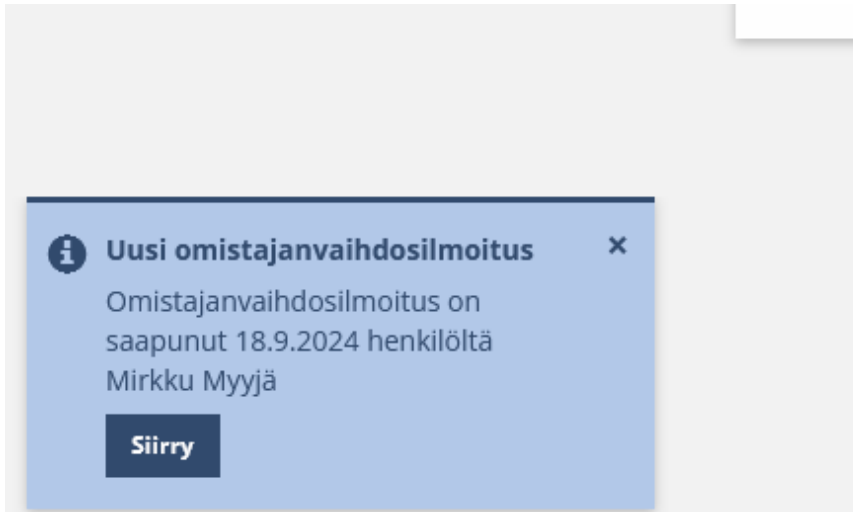 Uusi omistajanvaihdosilmoitus
Omistajanvaihdosilmoitus on
saapunut 18.9.2024 henkilöltä
Mirkku Myyjä
Siirry